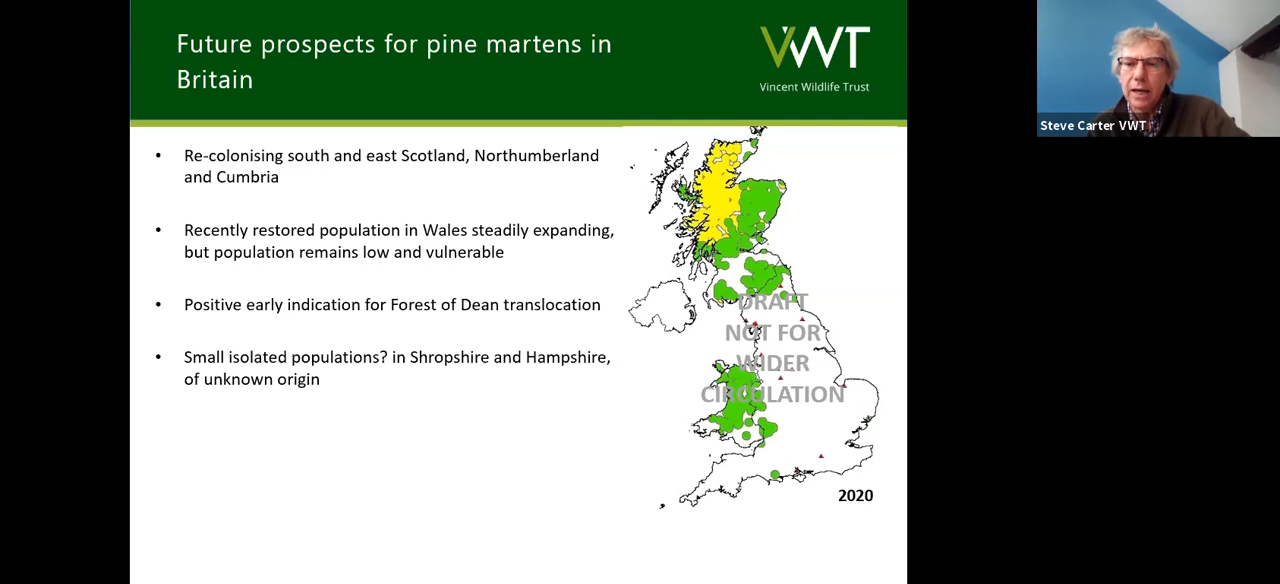 Future prospects for pine martens in
Britain
VWT
Vincent Wildlife Trust
Steve Carter VWT
• Re-colonising south and east Scotland, Northumberland
and Cumbria
• Recently restored population in Wales steadily expanding,
but population remains low and vulnerable
• Positive early indication for Forest of Dean translocation
• Small isolated populations? in Shropshire and Hampshire,
of unknown origin
DRAFT
NOT FOR
WIDER
CIRCULATION
2020